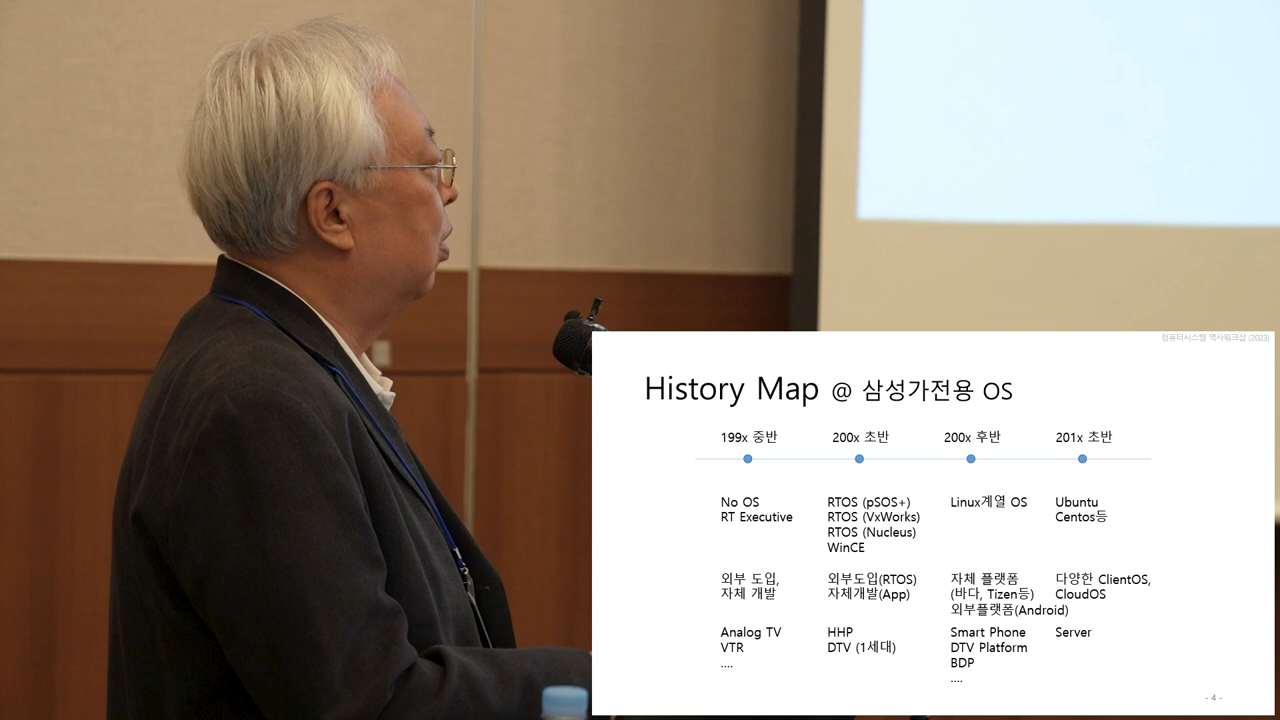 컴퓨터시스템 역사워크샵 (2023)
History Map @ 삼성가전용 OS
199x 중반
200x 초반
200x 후반
201x 초반
No OS
RT Executive
RTOS (pSOS+)
RTOS (VxWorks)
RTOS (Nucleus)
WinCE
Linux계열 OS
Ubuntu
Centos등
외부 도입,
자체 개발
외부도입(RTOS)
자체개발(App)
자체 플랫폼
(바다, Tizen등)
외부플랫폼(Android)
다양한 ClientOS,
CloudOS
Analog TV
VTR
....
HHP
DTV (1세대)
Smart Phone
DTV Platform
BDP
....
Server
- 4 -